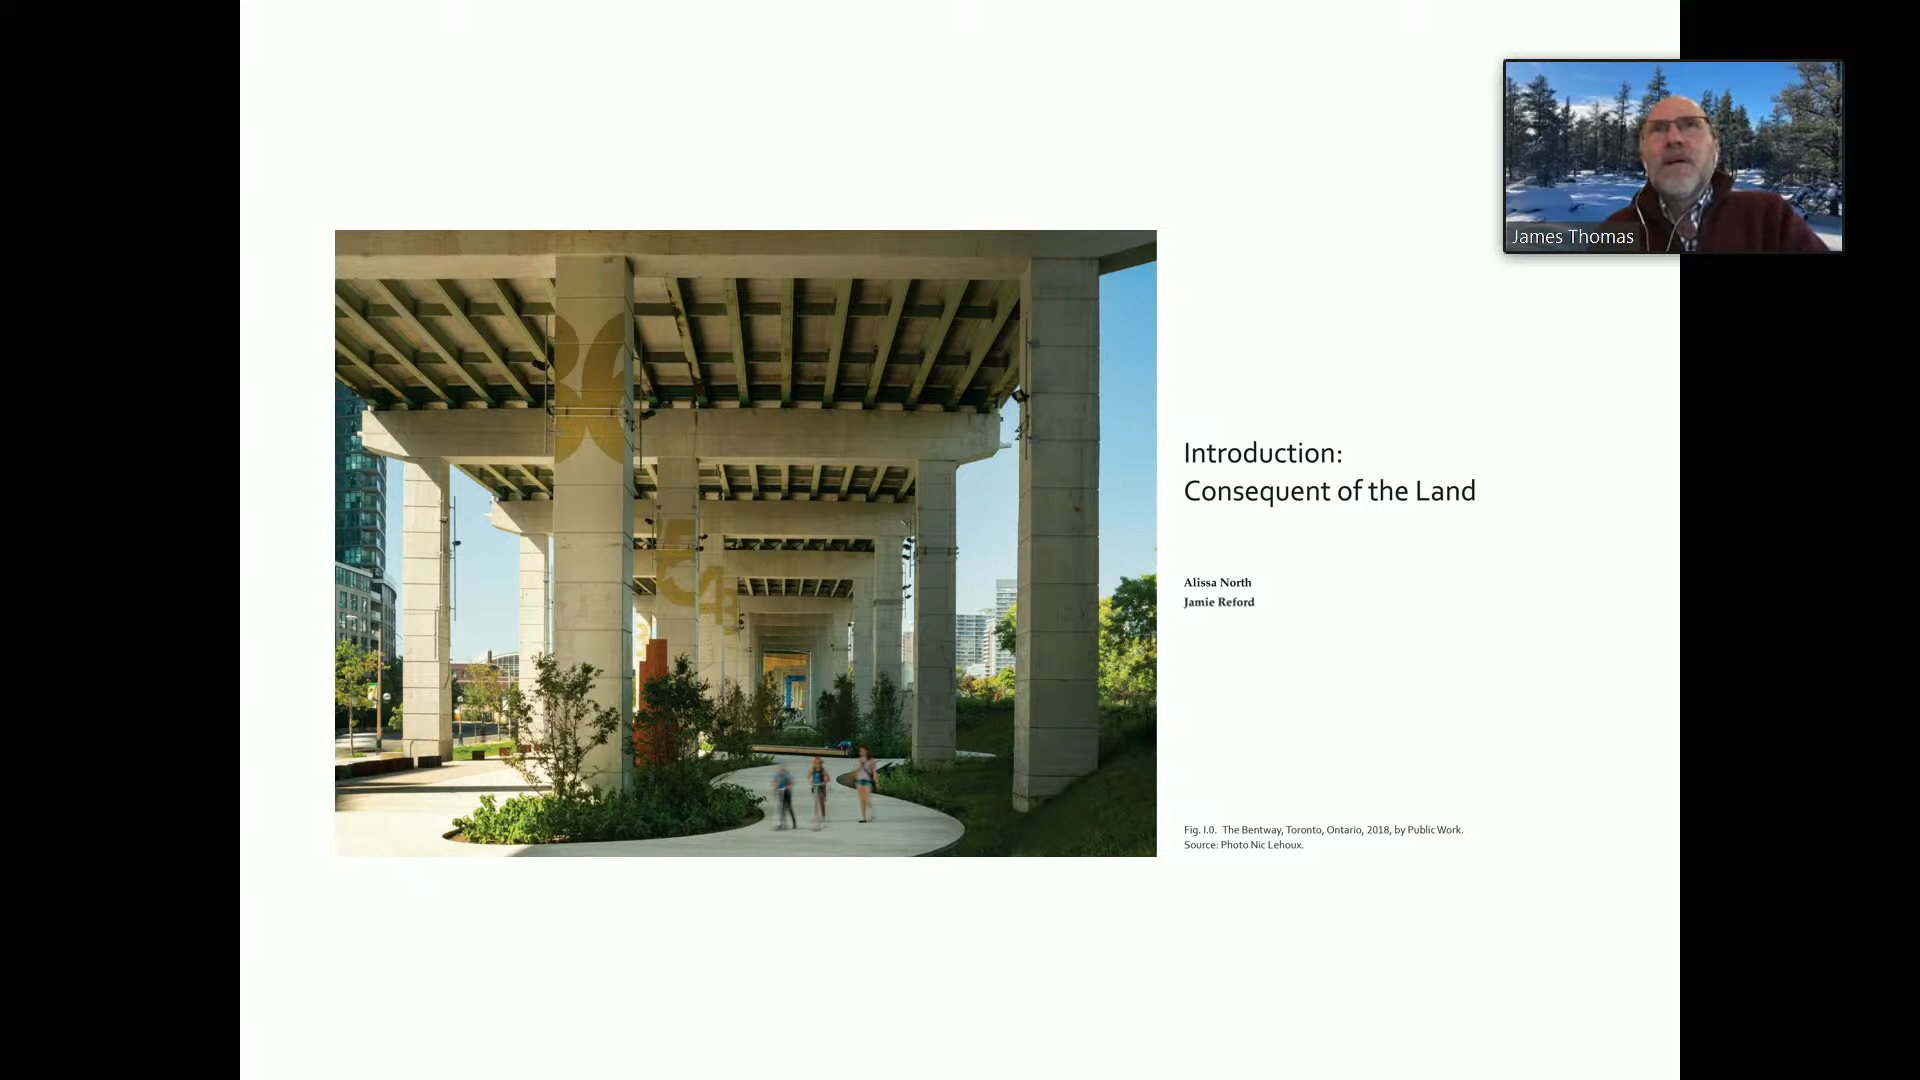 James Thomas
Introduction:
Consequent of the Land
Alissa North
Jamie Reford
Fig. I.0. The Bentway, Toronto, Ontario, 2018, by Public Work.
Source: Photo Nic Lehoux.